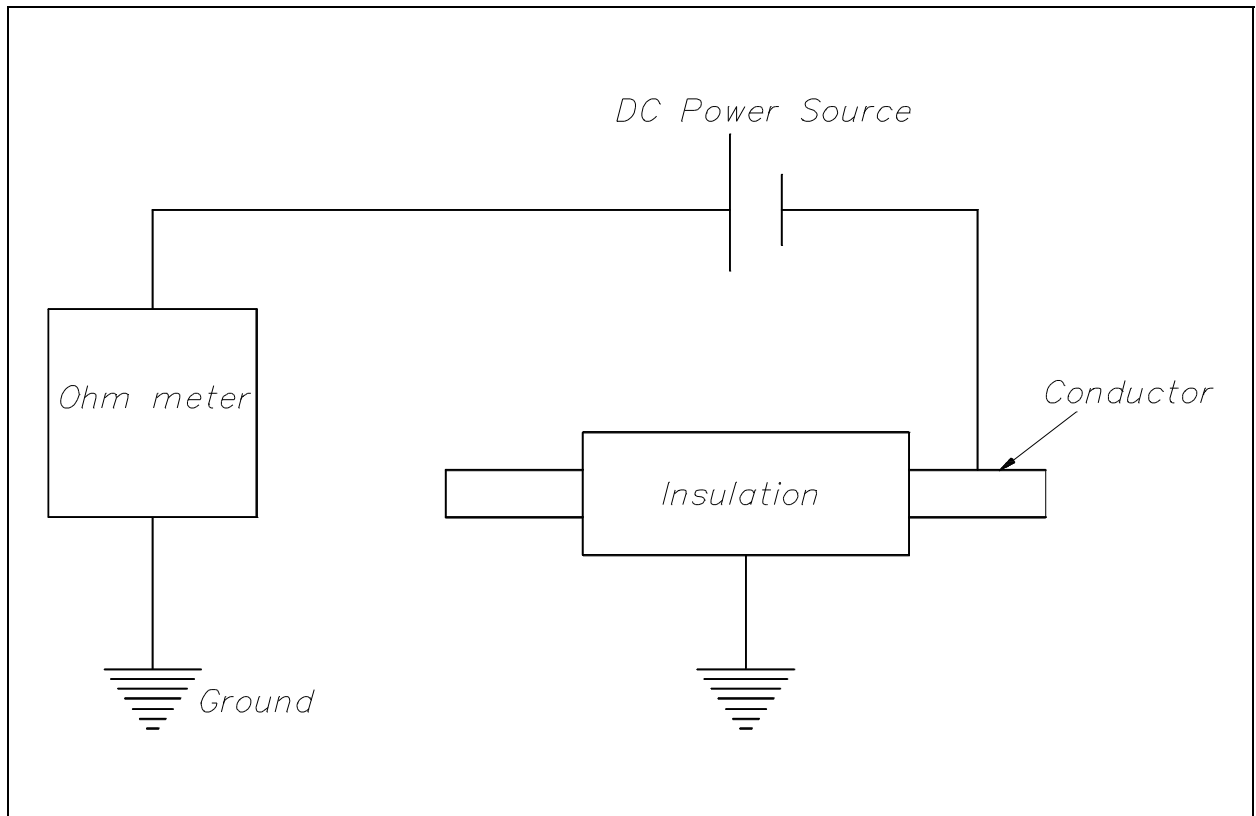 DC Power Source
Ohm meter
Conductor
Insulation
Ground